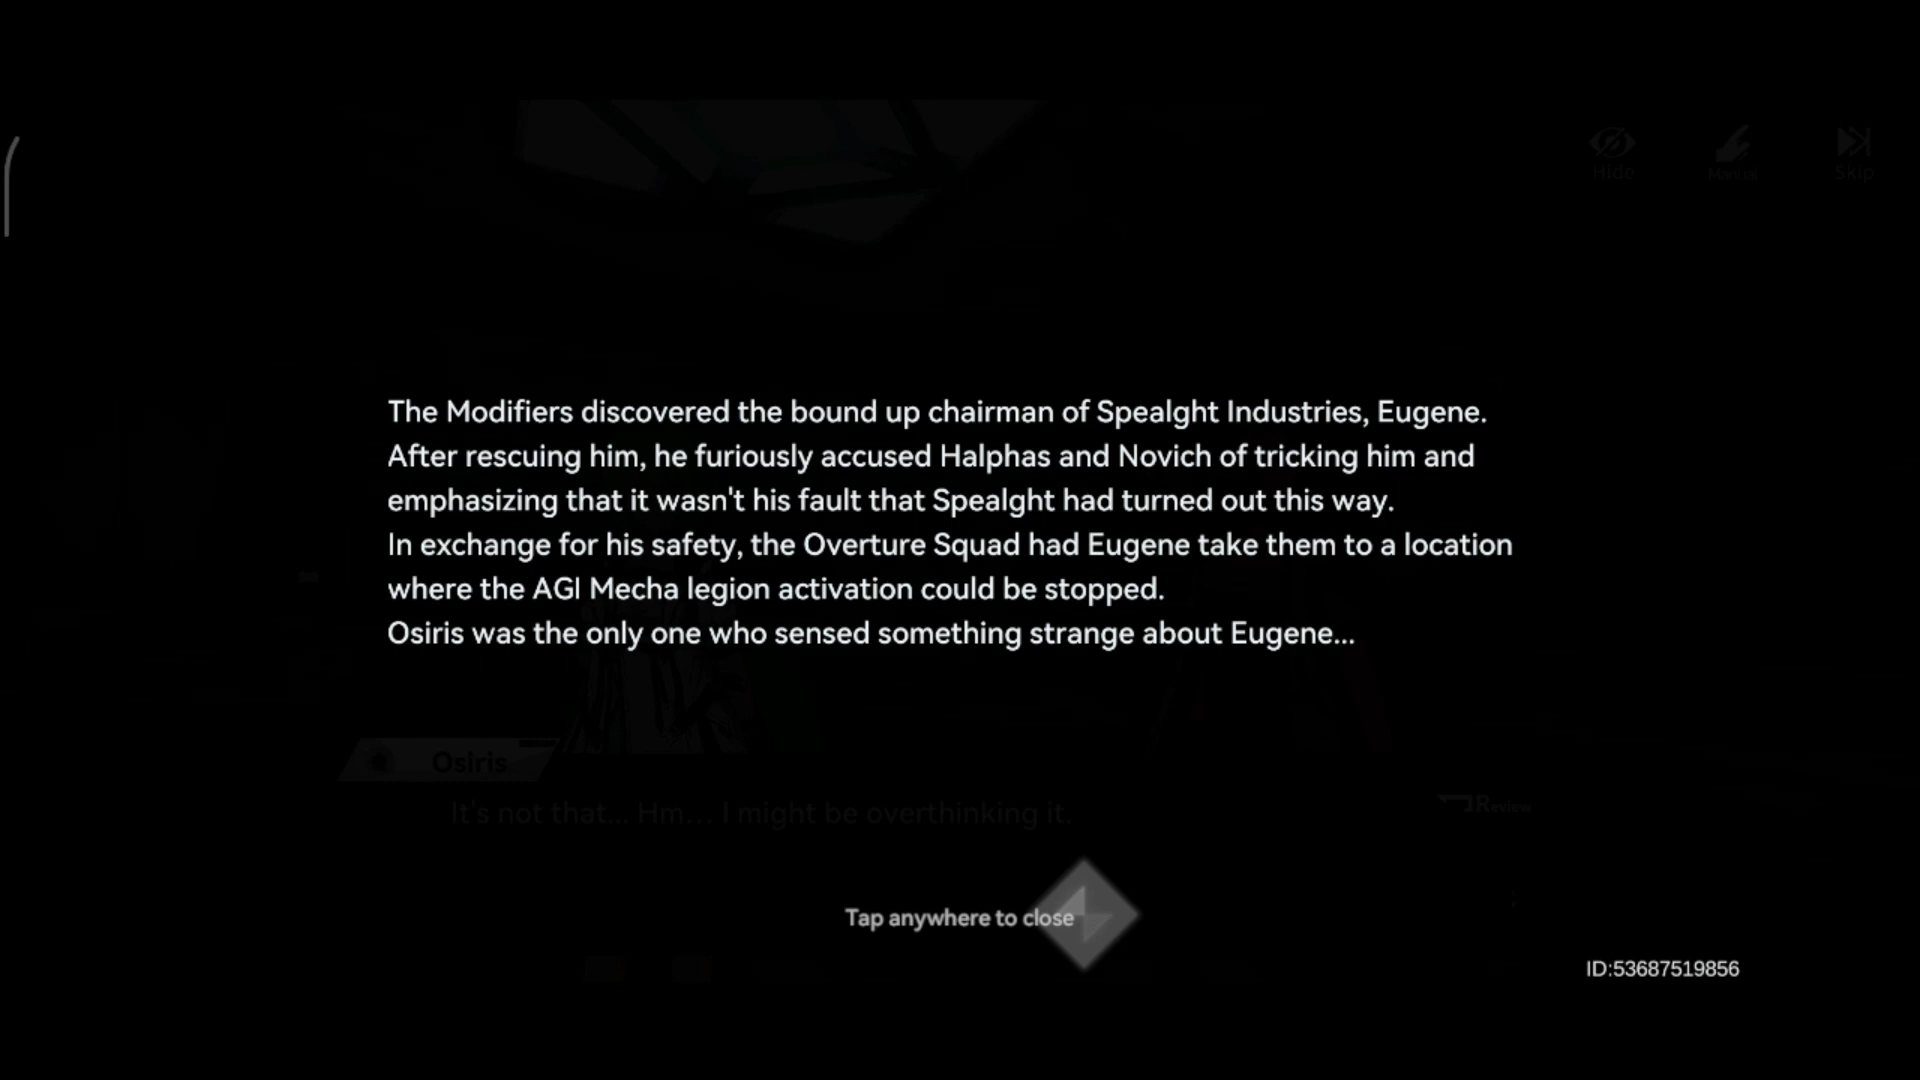 Hide
Manual
Skip
The Modifiers discovered the bound up chairman of Spealght Industries, Eugene.
After rescuing him, he furiously accused Halphas and Novich of tricking him and
emphasizing that it wasn't his fault that Spealght had turned out this way.
In exchange for his safety, the Overture Squad had Eugene take them to a location
where the AGI Mecha legion activation could be stopped.
Osiris was the only one who sensed something strange about Eugene...
Osiris
It's not that... Hm... I might be overthinking it.
Review
Tap anywhere to close
ID:53687519856